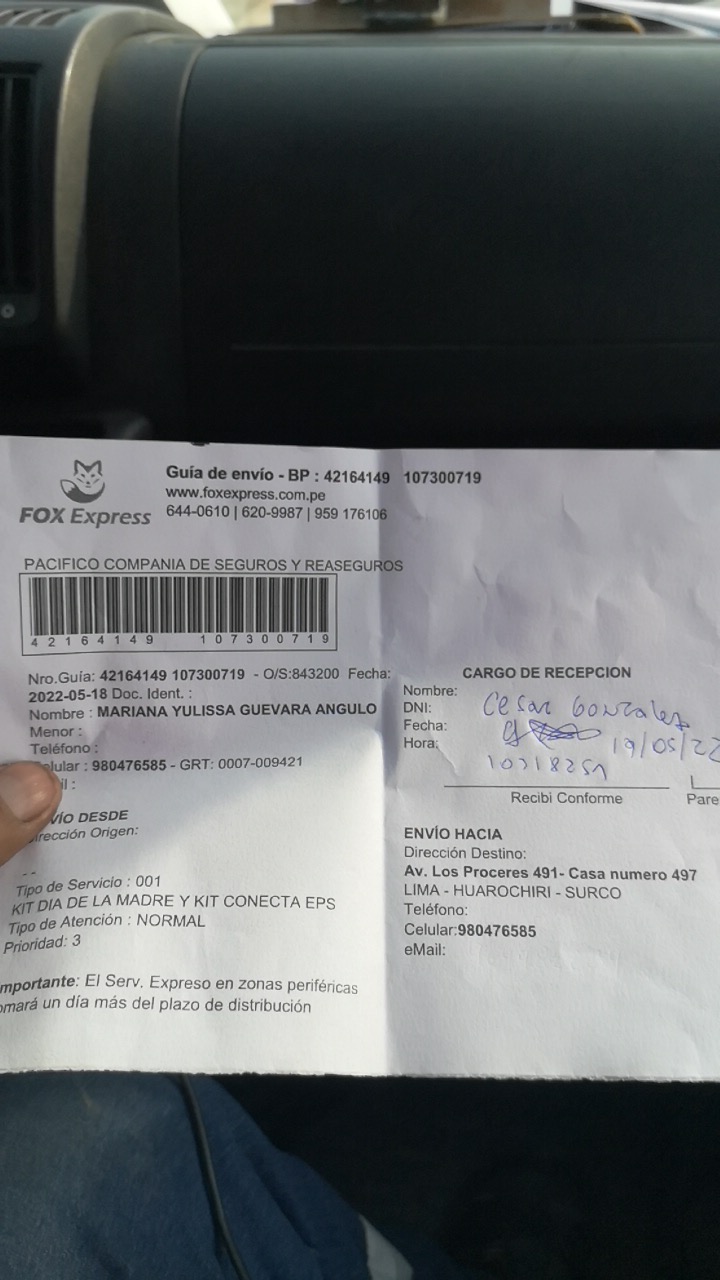 FOX Express
Guía de envío - BP : 42164149 107300719
www.foxexpress.com.pe
644-0610 | 620-9987 | 959 176106
PACIFICO COMPANIA DE SEGUROS Y REASEGUROS
42164149 107300719
Nro.Guía: 42164149 107300719 - O/S:843200 Fecha:
2022-05-18 Doc. Ident. :
Nombre : MARIANA YULISSA GUEVARA ANGULO
Menor :
Teléfono :
elular : 980476585 - GRT: 0007-009421
il :
VÍO DESDE
irección Origen:
- -
Tipo de Servicio : 001
KIT DIA DE LA MADRE Y KIT CONECTA EPS
Tipo de Atención : NORMAL
Prioridad: 3
mportante: El Serv. Expreso en zonas periféricas
omará un día más del plazo de distribución
CARGO DE RECEPCION
Nombre:
DNI: Cesar Gonzales
Fecha: 19/05/22
Hora:
Recibi Conforme
Pare
ENVÍO HACIA
Dirección Destino:
Av. Los Proceres 491- Casa numero 497
LIMA - HUAROCHIRI - SURCO
Teléfono:
Celular:980476585
eMail: